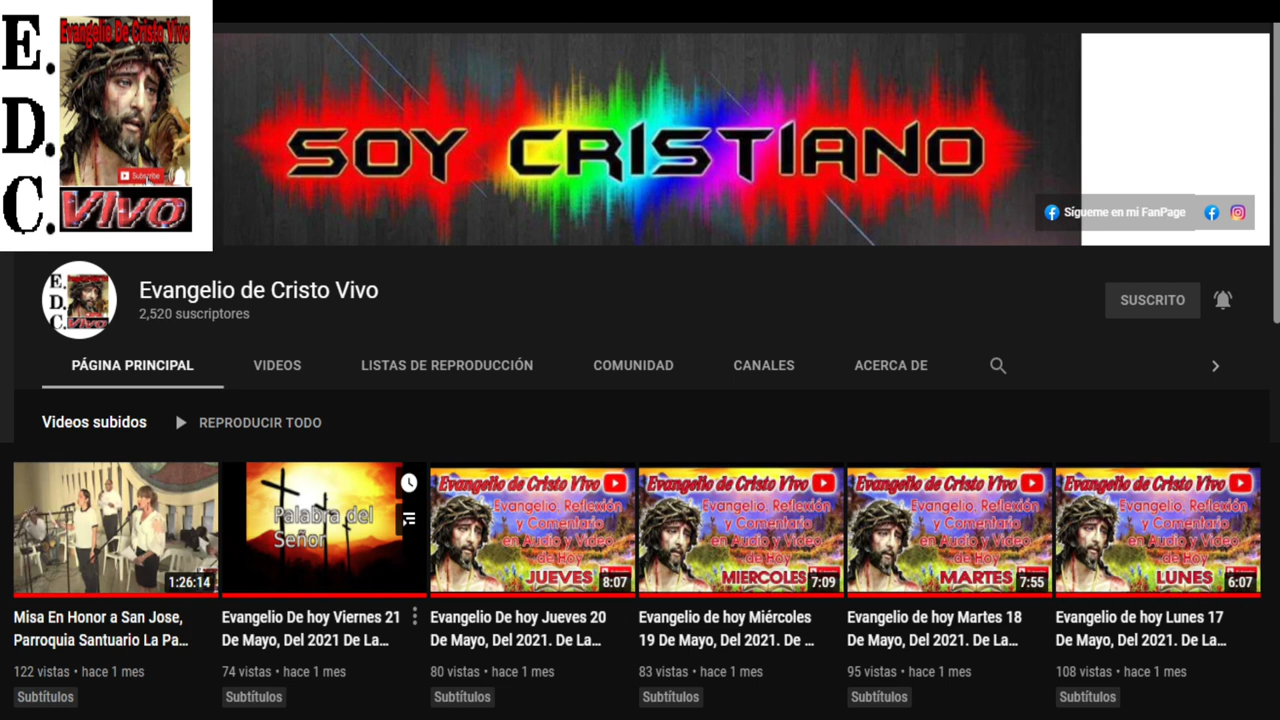 E.
D.
C.
Evangelio De Cristo Vivo
Subscribe
Vivo
SOY CRISTIANO
Sígueme en mi FanPage
E.
D.
C.
Vivo
Evangelio de Cristo Vivo
2,520 suscriptores
SUSCRITO
PÁGINA PRINCIPAL
VIDEOS
LISTAS DE REPRODUCCIÓN
COMUNIDAD
CANALES
ACERCA DE
Videos subidos
REPRODUCIR TODO
1:26:14
Misa En Honor a San Jose,
Parroquia Santuario La Pa...
122 vistas • hace 1 mes
Subtítulos
Palabra del
Señor
Evangelio De hoy Viernes 21
De Mayo, Del 2021 De La...
74 vistas • hace 1 mes
Subtítulos
Evangelio de Cristo Vivo
Evangelio, Reflexión
y Comentario
en Audio y Video
de Hoy
JUEVES
8:07
Evangelio De hoy Jueves 20
De Mayo, Del 2021. De La...
80 vistas • hace 1 mes
Subtítulos
Evangelio de Cristo Vivo
Evangelio, Reflexión
y Comentario
en Audio y Video
de Hoy
MIERCOLES
7:09
Evangelio de hoy Miércoles
19 De Mayo, Del 2021. De ...
83 vistas • hace 1 mes
Subtítulos
Evangelio de Cristo Vivo
Evangelio, Reflexión
y Comentario
en Audio y Video
de Hoy
MARTES
7:55
Evangelio de hoy Martes 18
De Mayo, Del 2021. De La...
95 vistas • hace 1 mes
Subtítulos
Evangelio de Cristo Vivo
Evangelio, Reflexión
y Comentario
en Audio y Video
de Hoy
LUNES
6:07
Evangelio de hoy Lunes 17
De Mayo, Del 2021. De La...
108 vistas • hace 1 mes
Subtítulos